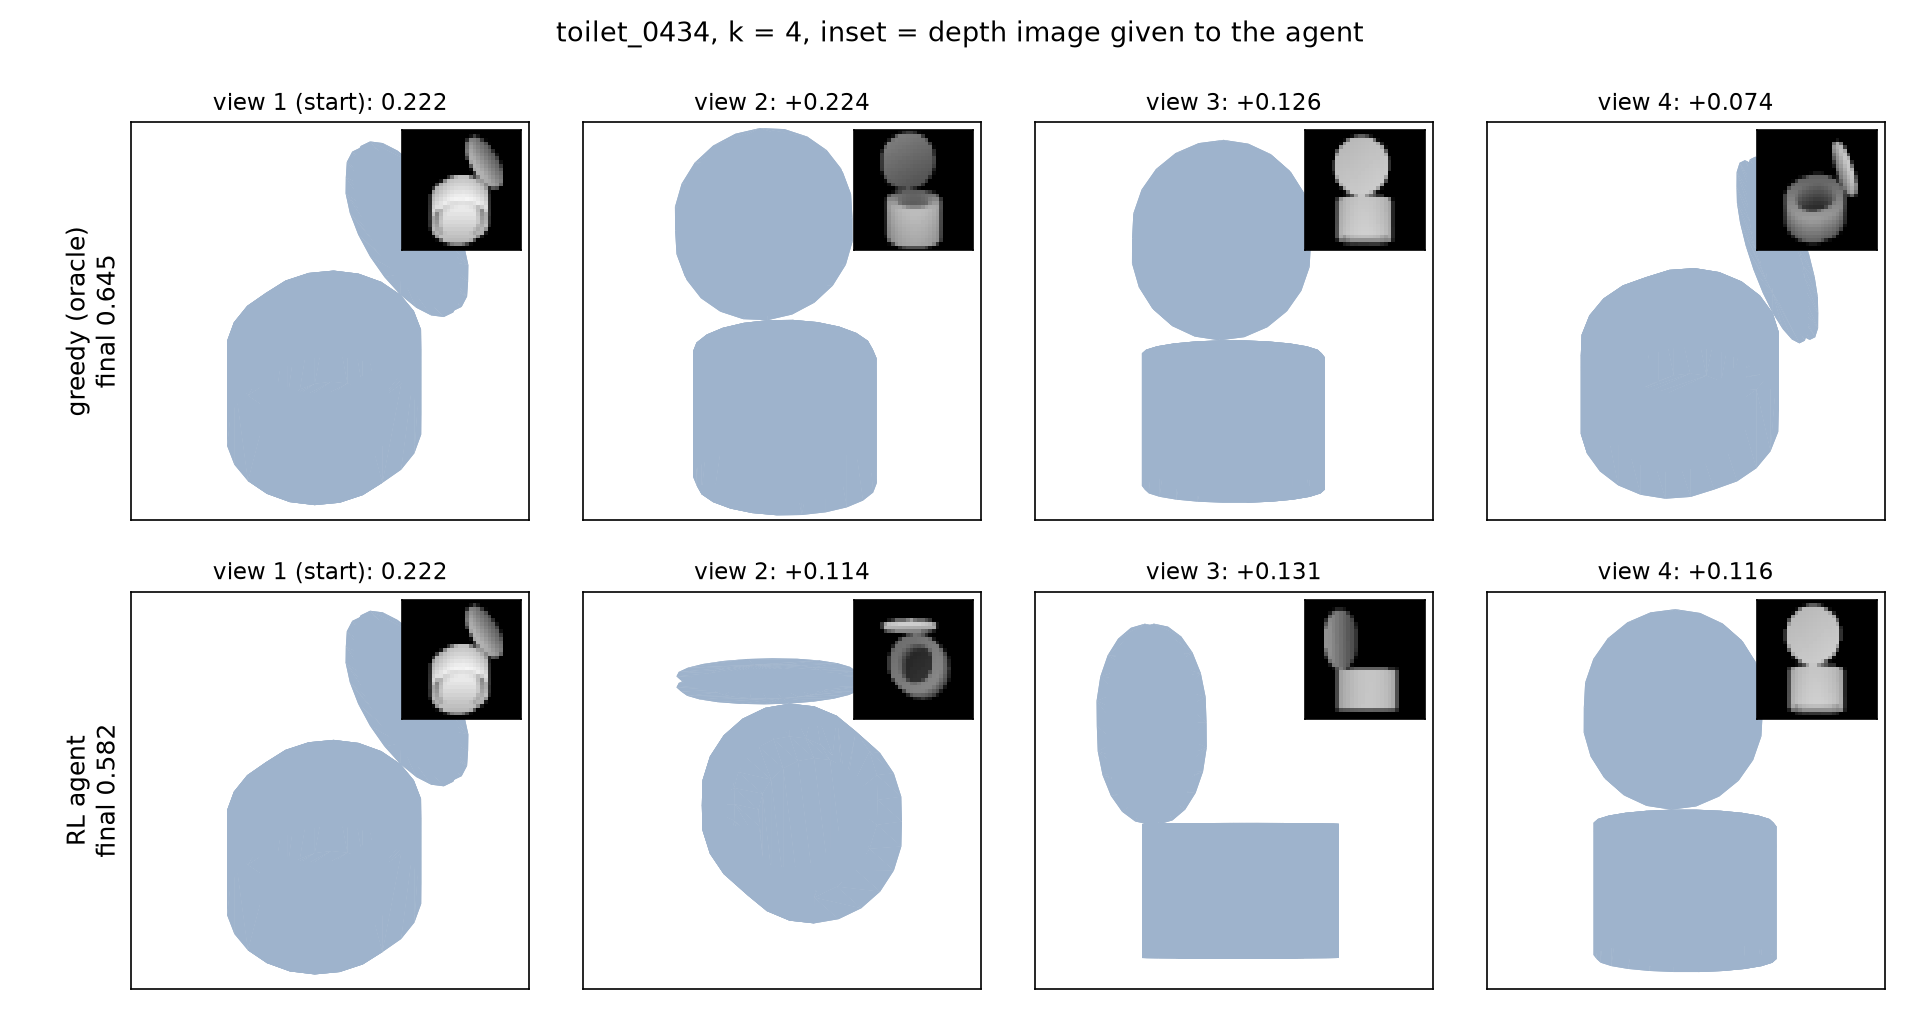 toilet_0434, k = 4, inset = depth image given to the agent
greedy (oracle)
final 0.645
view 1 (start): 0.222
view 2: +0.224
view 3: +0.126
view 4: +0.074
RL agent
final 0.582
view 1 (start): 0.222
view 2: +0.114
view 3: +0.131
view 4: +0.116